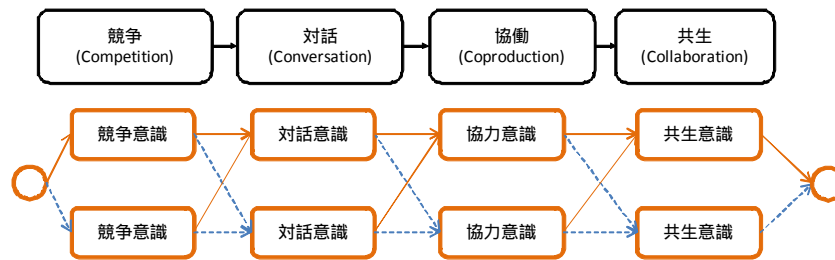 競争
(Competition)
対話
(Conversation)
協働
(Coproduction)
共生
(Collaboration)
競争意識
対話意識
協力意識
共生意識
競争意識
対話意識
協力意識
共生意識